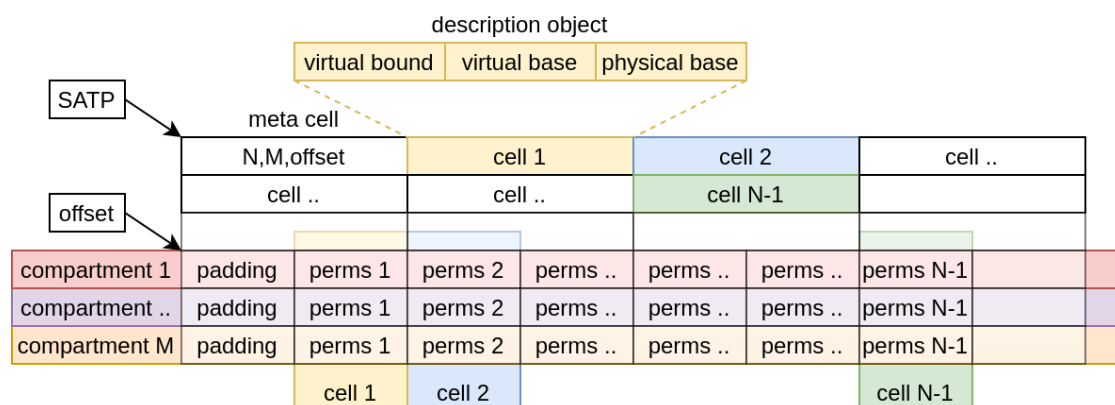 description object
virtual bound virtual base physical base
SATP
meta cell
N,M,offset cell 1 cell 2 cell ..
cell .. cell .. cell N-1
offset
compartment 1 padding perms 1 perms 2 perms .. perms .. perms .. perms N-1
compartment .. padding perms 1 perms 2 perms .. perms .. perms .. perms N-1
compartment M padding perms 1 perms 2 perms .. perms .. perms .. perms N-1
cell 1 cell 2 cell N-1